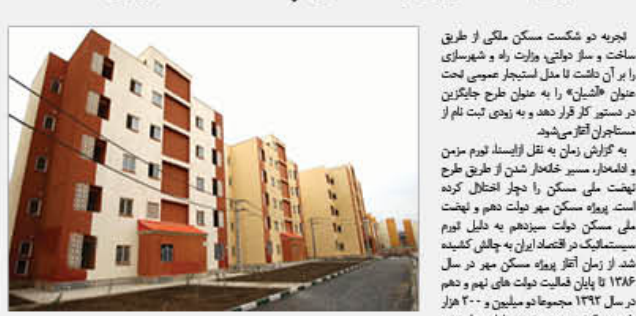 تجربه دو شکست مسکن ملکی از طریق
ساخت و ساز دولتی، وزارت راه و شهرسازی
را بر آن داشت تا مدل استیجار عمومی تحت
عنوان «آشیان» را به عنوان طرح جایگزین
در دستور کار قرار دهد و به زودی ثبت نام از
مستاجران آغاز می‌شود.
به گزارش زمان به نقل ازایسنا، تورم مزمن
و ادامه‌دار، مسیر خانه‌دار شدن از طریق طرح
نهضت ملی مسکن را دچار اختلال کرده
است. پروژه مسکن مهر دولت دهم و نهضت
ملی مسکن دولت سیزدهم به دلیل تورم
سیستماتیک در اقتصاد ایران به چالش کشیده
شد. از زمان آغاز پروژه مسکن مهر در سال
۱۳۸۶ تا پایان فعالیت دولت های نهم و دهم
در سال ۱۳۹۲ مجموعا دو میلیون و ۲۰۰ هزار